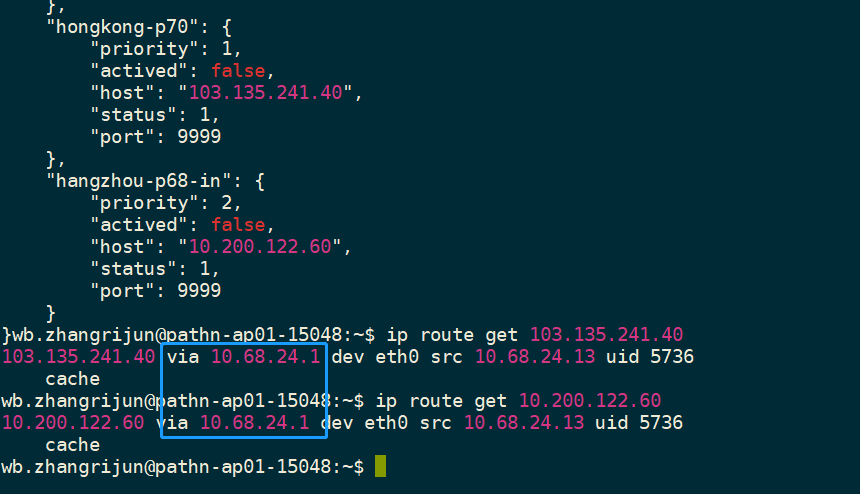 },
    "hongkong-p70": {
        "priority": 1,
        "actived": false,
        "host": "103.135.241.40",
        "status": 1,
        "port": 9999
    },
    "hangzhou-p68-in": {
        "priority": 2,
        "actived": false,
        "host": "10.200.122.60",
        "status": 1,
        "port": 9999
    }
}wb.zhangrijun@pathn-ap01-15048:~$ ip route get 103.135.241.40
103.135.241.40 via 10.68.24.1 dev eth0 src 10.68.24.13 uid 5736
    cache
wb.zhangrijun@pathn-ap01-15048:~$ ip route get 10.200.122.60
10.200.122.60 via 10.68.24.1 dev eth0 src 10.68.24.13 uid 5736
    cache
wb.zhangrijun@pathn-ap01-15048:~$